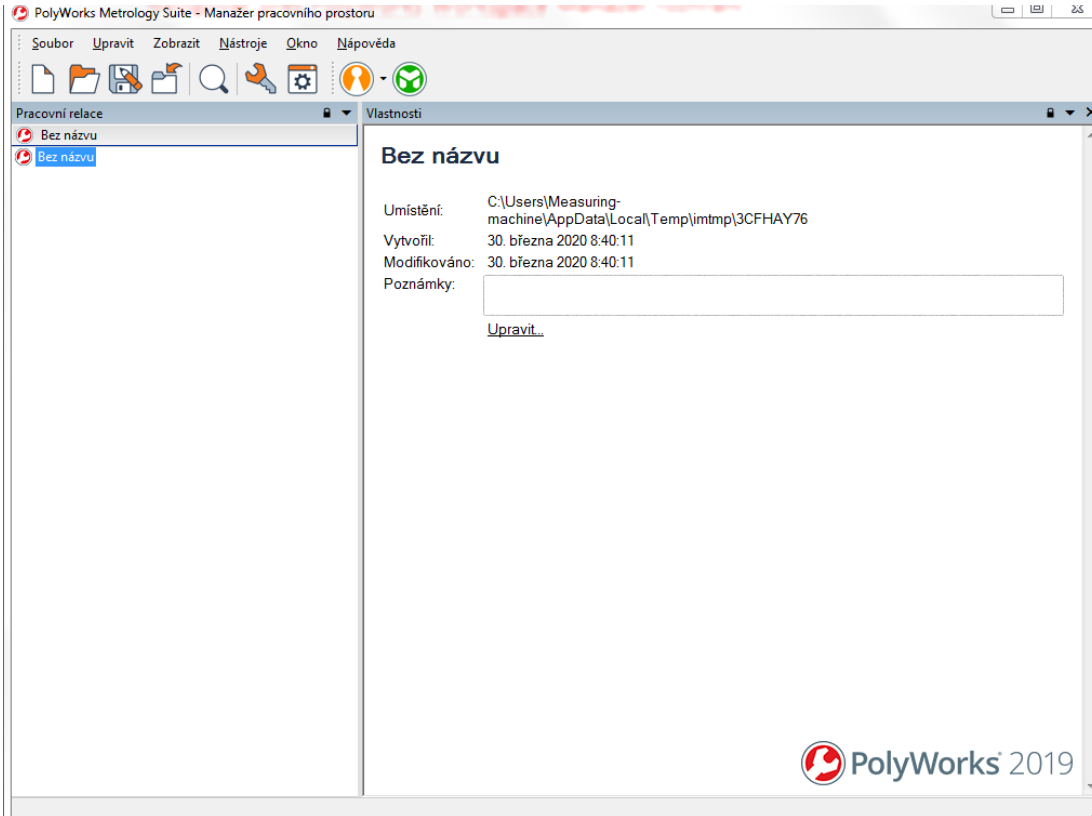 PolyWorks Metrology Suite - Manažer pracovního prostoru
Soubor Upravit Zobrazit Nástroje Okno Nápověda
Pracovní relace
Bez názvu
Bez názvu
Vlastnosti
Bez názvu
Umístění: C:\Users\Measuring-
machine\AppData\Local\Temp\imtmp\3CFHAY76
Vytvořil: 30. března 2020 8:40:11
Modifikováno: 30. března 2020 8:40:11
Poznámky:
Upravit...
PolyWorks 2019